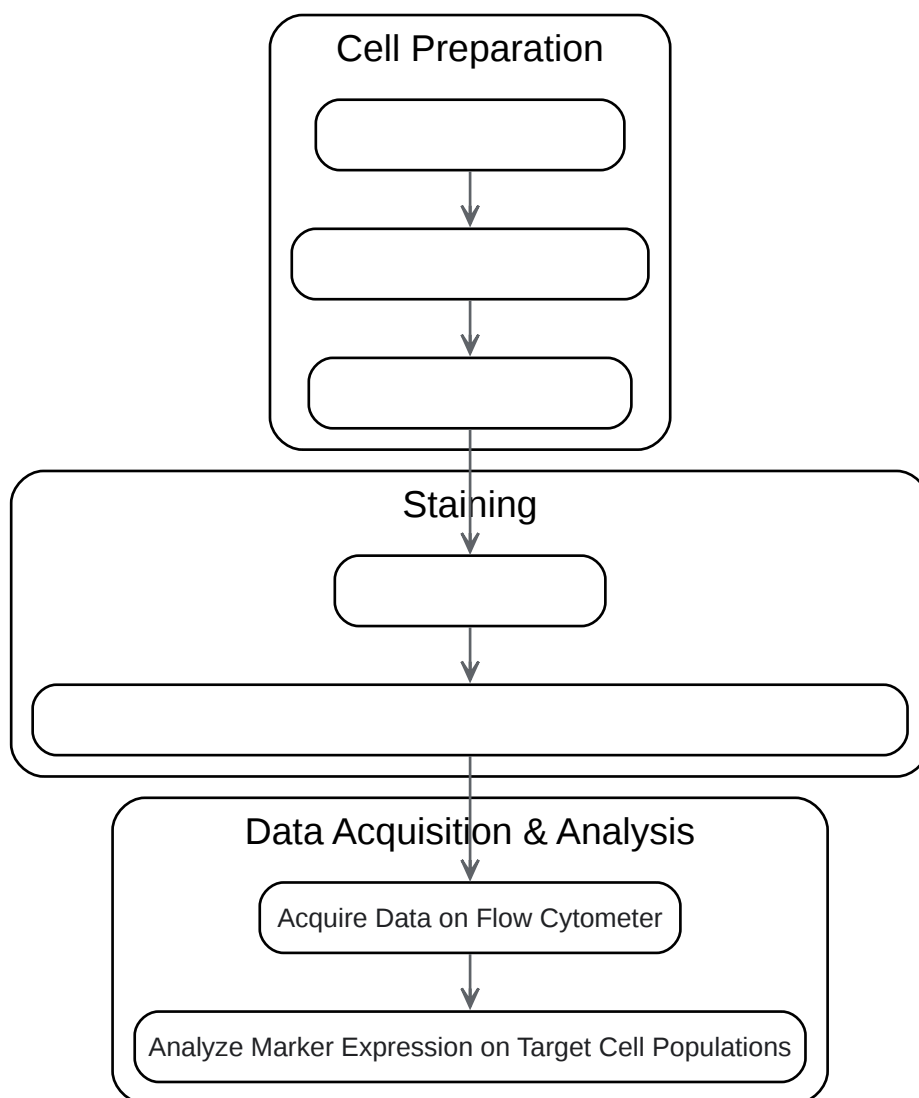 Cell Preparation
Staining
Data Acquisition & Analysis
Acquire Data on Flow Cytometer
Analyze Marker Expression on Target Cell Populations